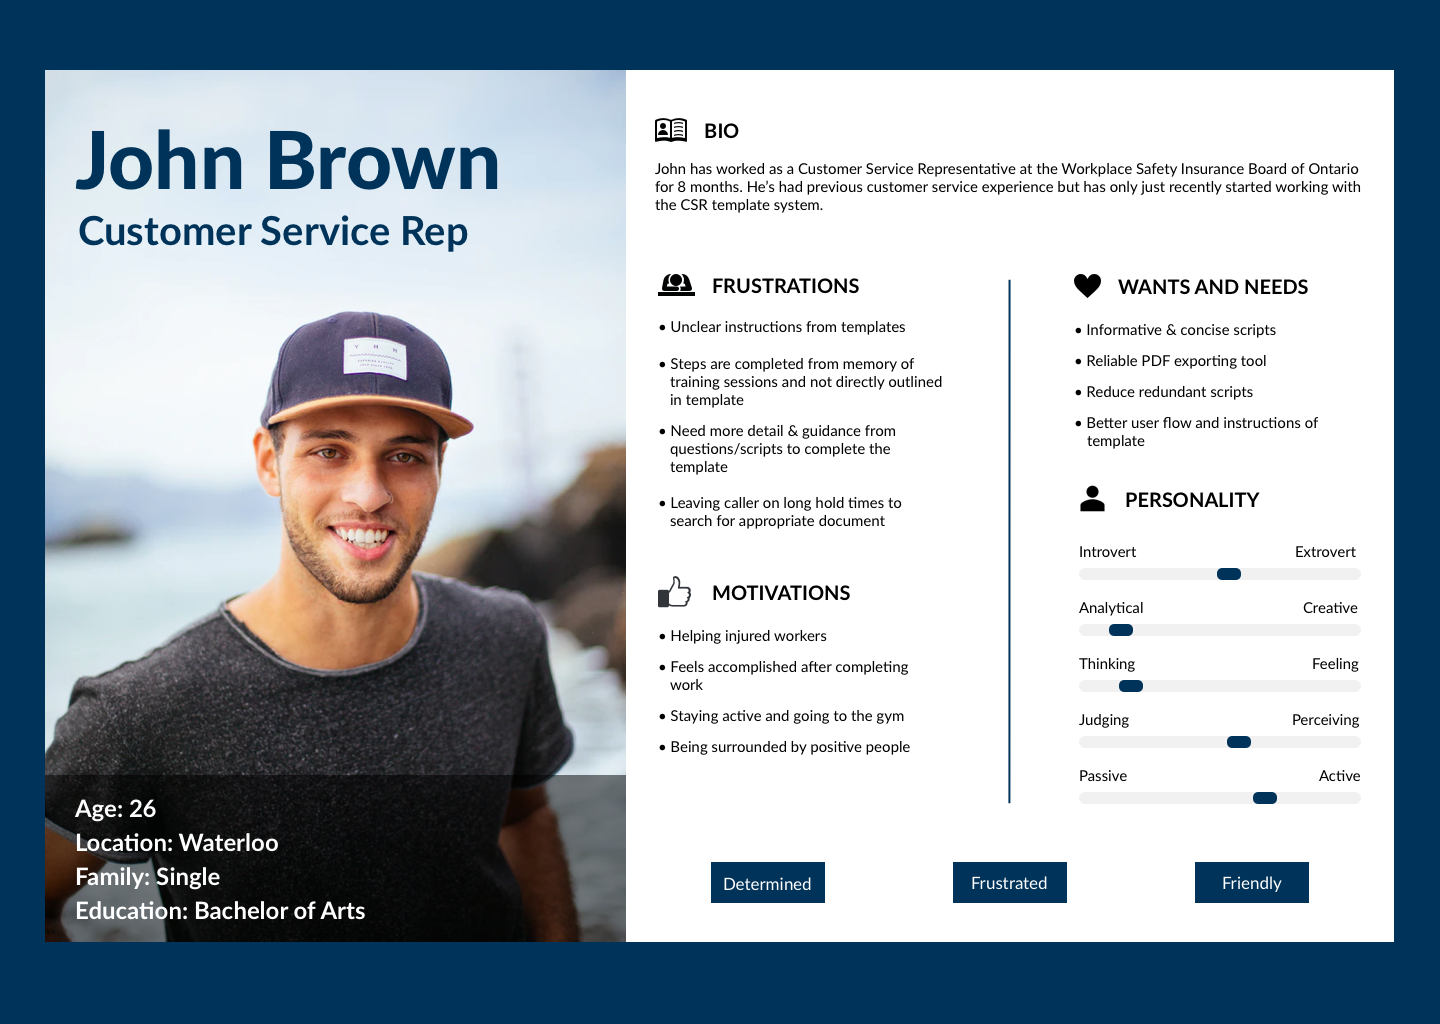 John Brown
Customer Service Rep
Y M H
Age: 26
Location: Waterloo
Family: Single
Education: Bachelor of Arts
BIO
John has worked as a Customer Service Representative at the Workplace Safety Insurance Board of Ontario
for 8 months. He’s had previous customer service experience but has only just recently started working with
the CSR template system.
FRUSTRATIONS
• Unclear instructions from templates
• Steps are completed from memory of
training sessions and not directly outlined
in template
• Need more detail & guidance from
questions/scripts to complete the
template
• Leaving caller on long hold times to
search for appropriate document
MOTIVATIONS
• Helping injured workers
• Feels accomplished after completing
work
• Staying active and going to the gym
• Being surrounded by positive people
WANTS AND NEEDS
• Informative & concise scripts
• Reliable PDF exporting tool
• Reduce redundant scripts
• Better user flow and instructions of
template
PERSONALITY
Introvert Extrovert
Analytical Creative
Thinking Feeling
Judging Perceiving
Passive Active
Determined Frustrated Friendly